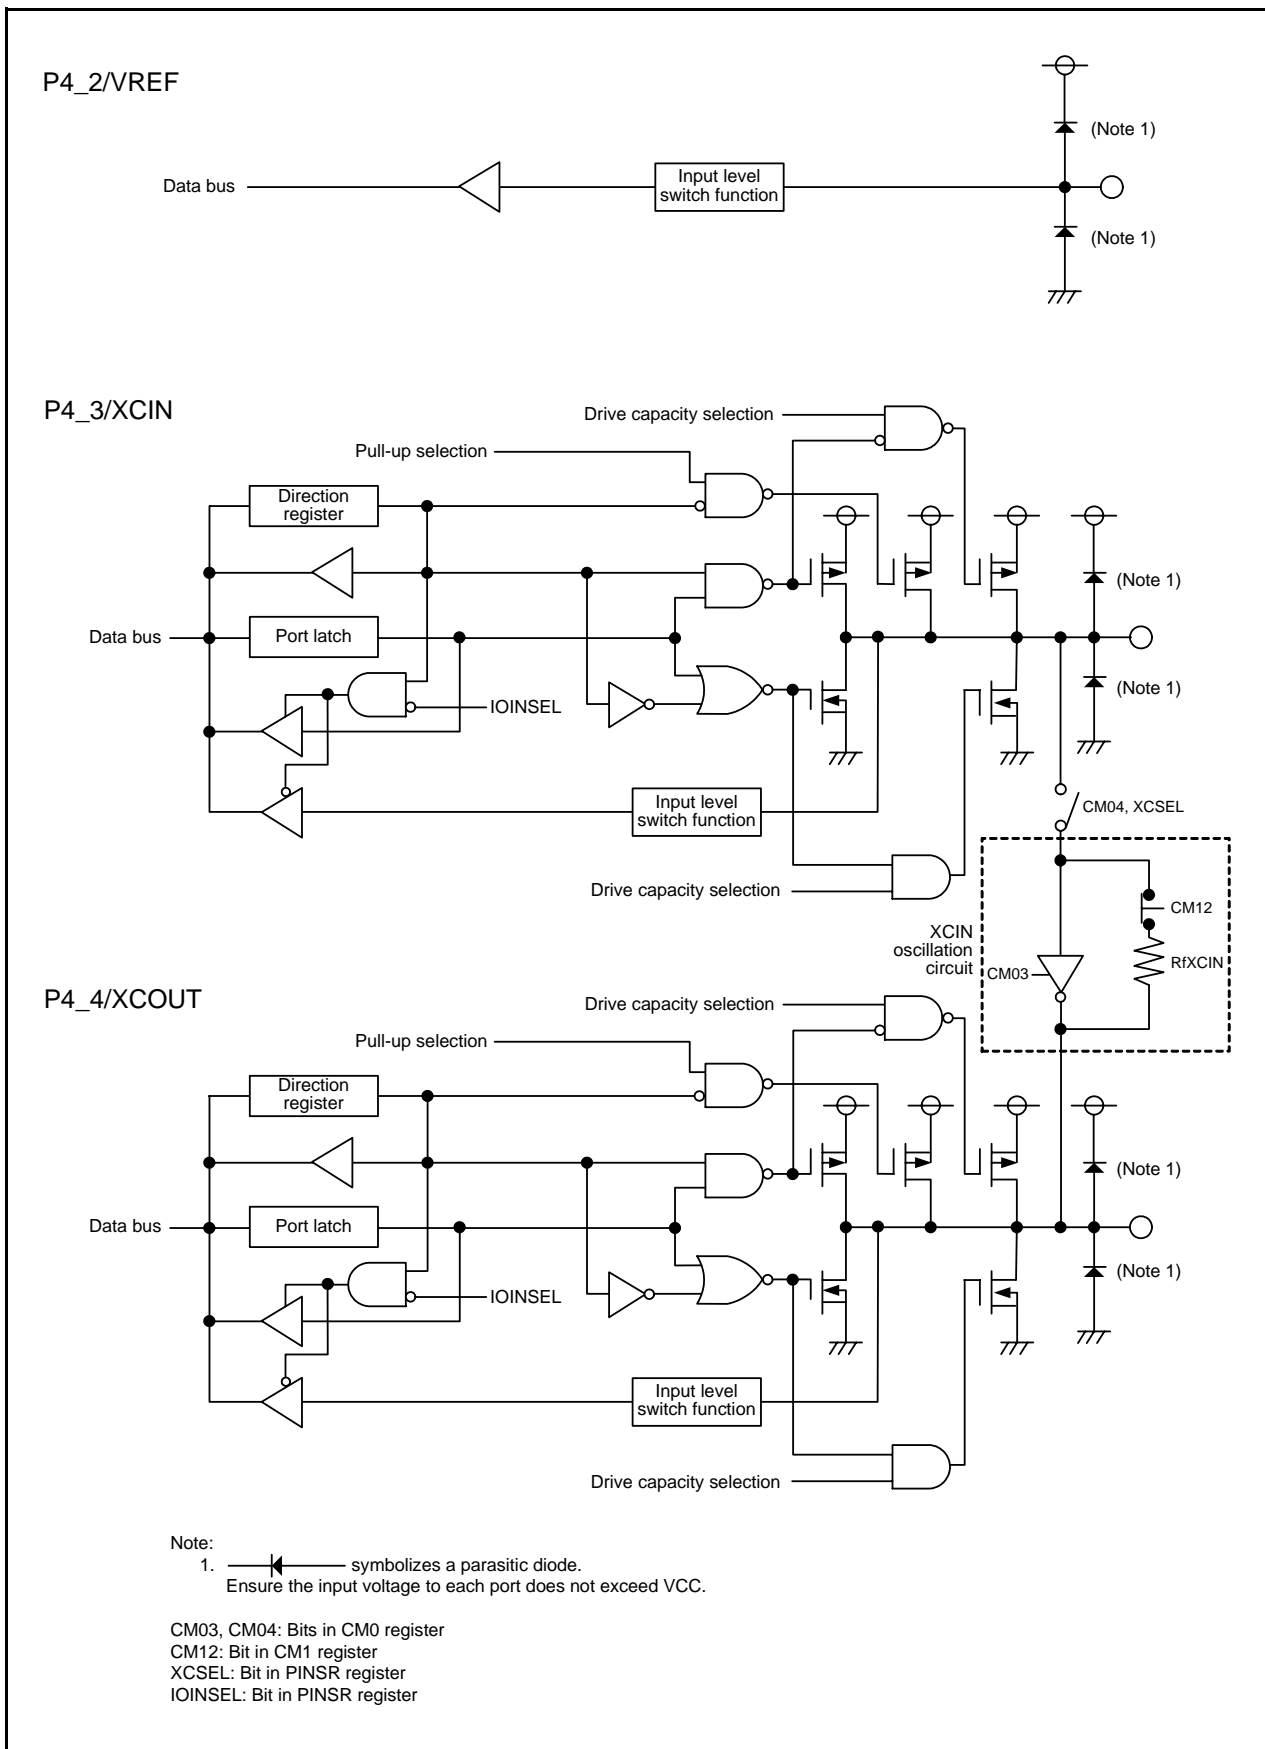 P4_2/VREF
(Note 1)
Data bus
Input level
switch function
(Note 1)
P4_3/XCIN
Drive capacity selection
Pull-up selection
Direction
register
(Note 1)
Data bus
Port latch
(Note 1)
IOINSEL
Input level
switch function
CM04, XCSEL
Drive capacity selection
CM12
XCIN
oscillation
circuit
CM03
RfXCIN
P4_4/XCOUT
Drive capacity selection
Pull-up selection
Direction
register
(Note 1)
Data bus
Port latch
(Note 1)
IOINSEL
Input level
switch function
Drive capacity selection
Note:
1. symbolizes a parasitic diode.
Ensure the input voltage to each port does not exceed VCC.
CM03, CM04: Bits in CM0 register
CM12: Bit in CM1 register
XCSEL: Bit in PINSR register
IOINSEL: Bit in PINSR register